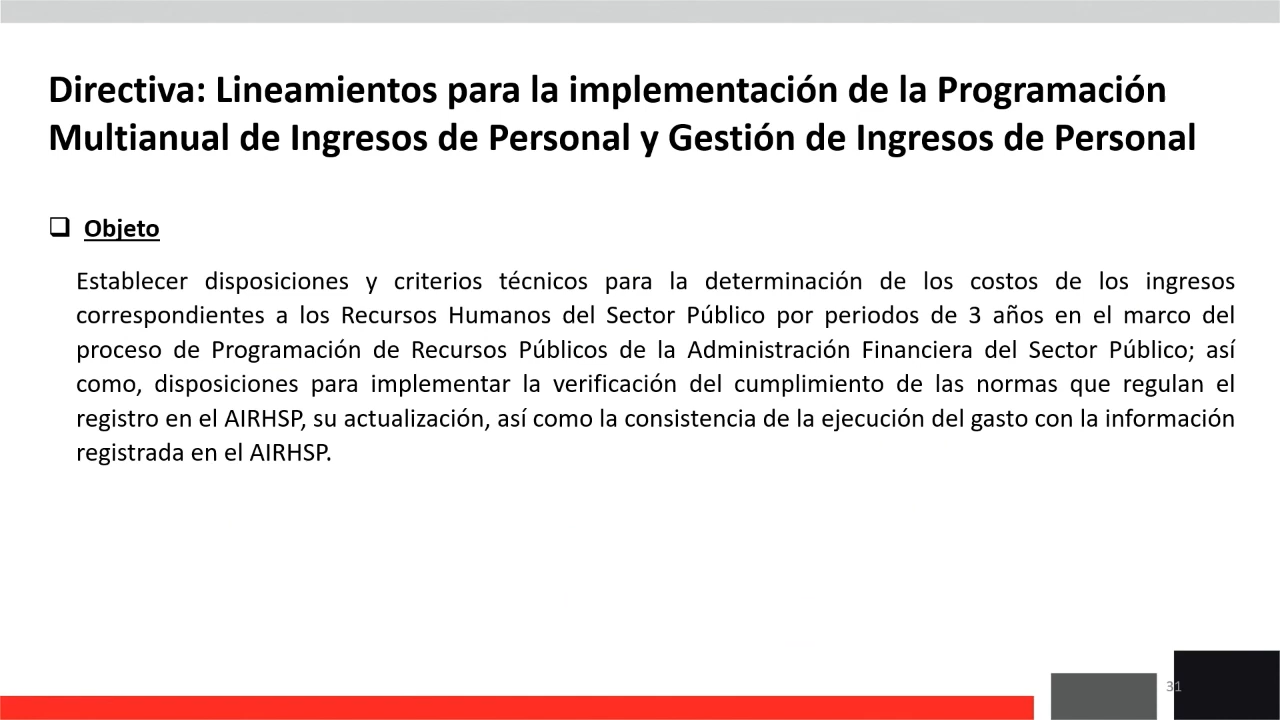 Directiva: Lineamientos para la implementación de la Programación
Multianual de Ingresos de Personal y Gestión de Ingresos de Personal
❑ Objeto
Establecer disposiciones y criterios técnicos para la determinación de los costos de los ingresos
correspondientes a los Recursos Humanos del Sector Público por periodos de 3 años en el marco del
proceso de Programación de Recursos Públicos de la Administración Financiera del Sector Público; así
como, disposiciones para implementar la verificación del cumplimiento de las normas que regulan el
registro en el AIRHSP, su actualización, así como la consistencia de la ejecución del gasto con la información
registrada en el AIRHSP.
31